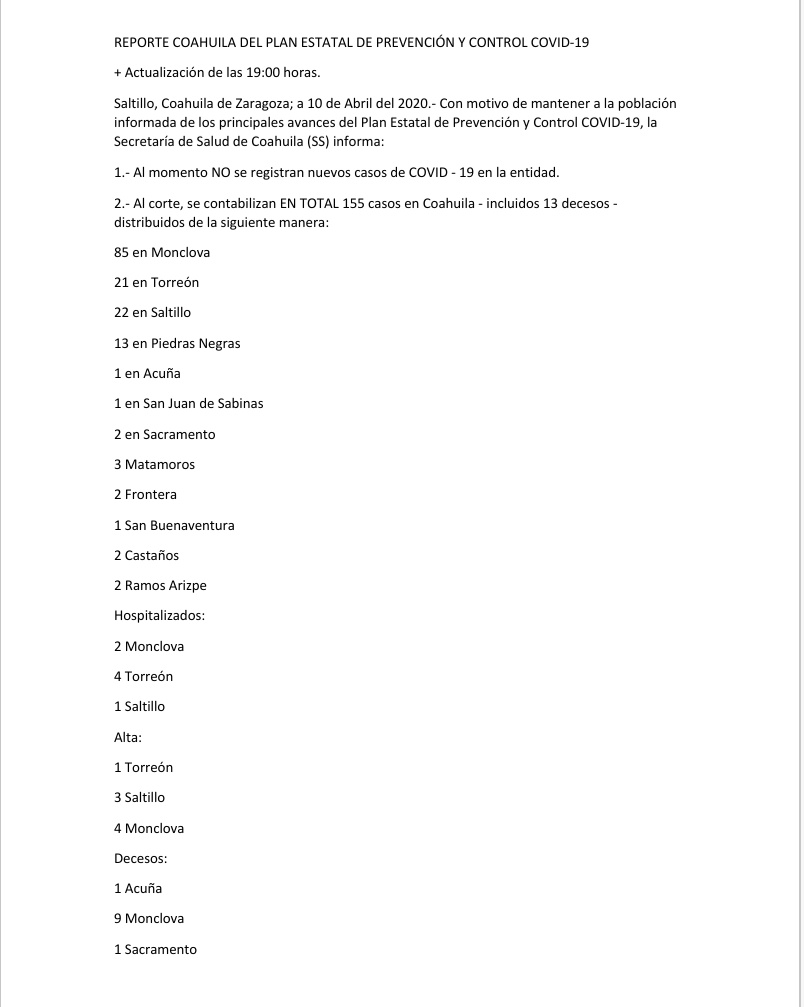 REPORTE COAHUILA DEL PLAN ESTATAL DE PREVENCIÓN Y CONTROL COVID-19
+ Actualización de las 19:00 horas.
Saltillo, Coahuila de Zaragoza; a 10 de Abril del 2020.- Con motivo de mantener a la población
informada de los principales avances del Plan Estatal de Prevención y Control COVID-19, la
Secretaría de Salud de Coahuila (SS) informa:
1.- Al momento NO se registran nuevos casos de COVID - 19 en la entidad.
2.- Al corte, se contabilizan EN TOTAL 155 casos en Coahuila - incluidos 13 decesos -
distribuidos de la siguiente manera:
85 en Monclova
21 en Torreón
22 en Saltillo
13 en Piedras Negras
1 en Acuña
1 en San Juan de Sabinas
2 en Sacramento
3 Matamoros
2 Frontera
1 San Buenaventura
2 Castaños
2 Ramos Arizpe
Hospitalizados:
2 Monclova
4 Torreón
1 Saltillo
Alta:
1 Torreón
3 Saltillo
4 Monclova
Decesos:
1 Acuña
9 Monclova
1 Sacramento